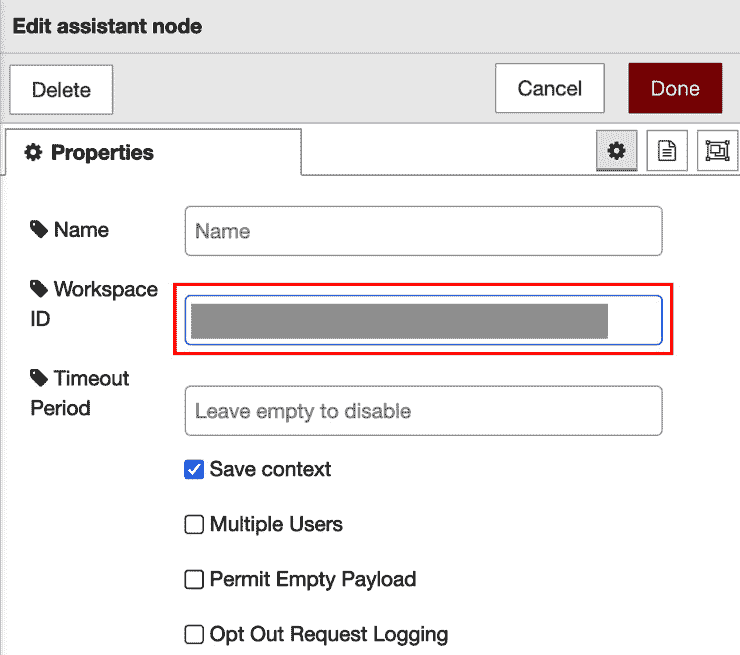 Edit assistant node
Delete
Cancel
Done
Properties
Name
Name
Workspace
ID
Timeout
Period
Leave empty to disable
Save context
Multiple Users
Permit Empty Payload
Opt Out Request Logging